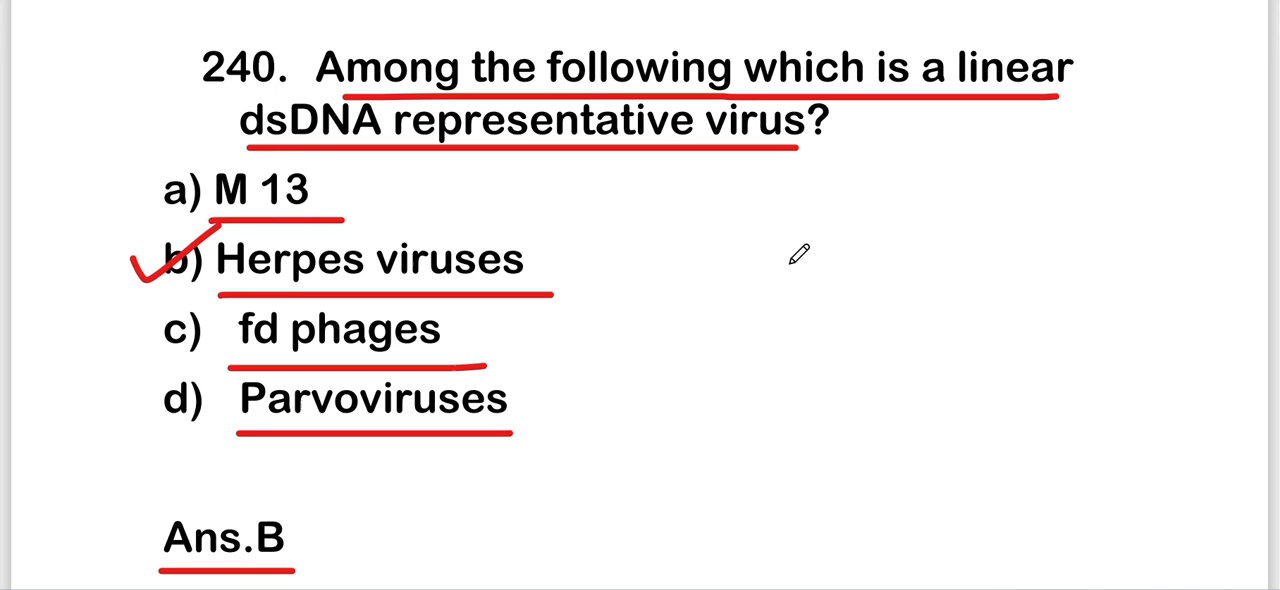 240. Among the following which is a linear
dsDNA representative virus?
a) M 13
b) Herpes viruses
c) fd phages
d) Parvoviruses
Ans.B